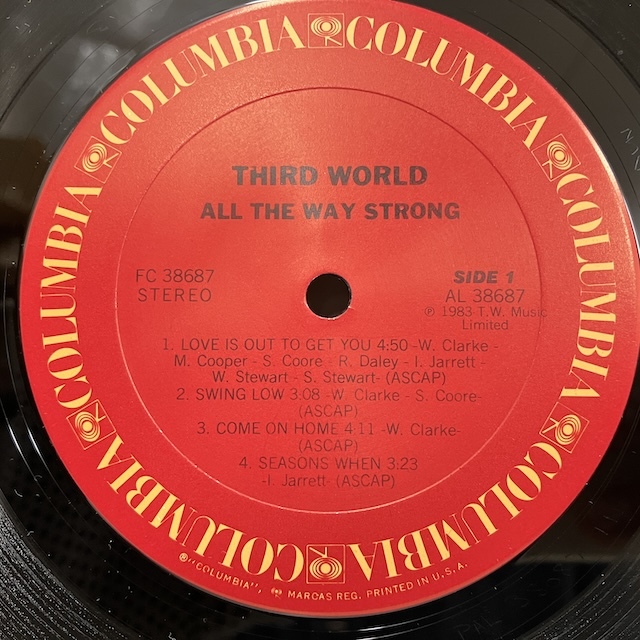 COLUMBIA COLUMBIA COLUMBIA COLUMBIA COLUMBIA COLUMBIA COLUMBIA COLUMBIA
THIRD WORLD
ALL THE WAY STRONG
FC 38687
STEREO
SIDE 1
AL 38687
℗ 1983 T.W. Music
Limited
1. LOVE IS OUT TO GET YOU 4:50 -W. Clarke -
M. Cooper - S. Coore - R. Daley - I. Jarrett -
W. Stewart - S. Stewart- (ASCAP)
2. SWING LOW 3:08 -W. Clarke - S. Coore-
(ASCAP)
3. COME ON HOME 4:11 -W. Clarke-
(ASCAP)
4. SEASONS WHEN 3:23
-I. Jarrett- (ASCAP)
® "COLUMBIA", MARCAS REG. PRINTED IN U.S.A.